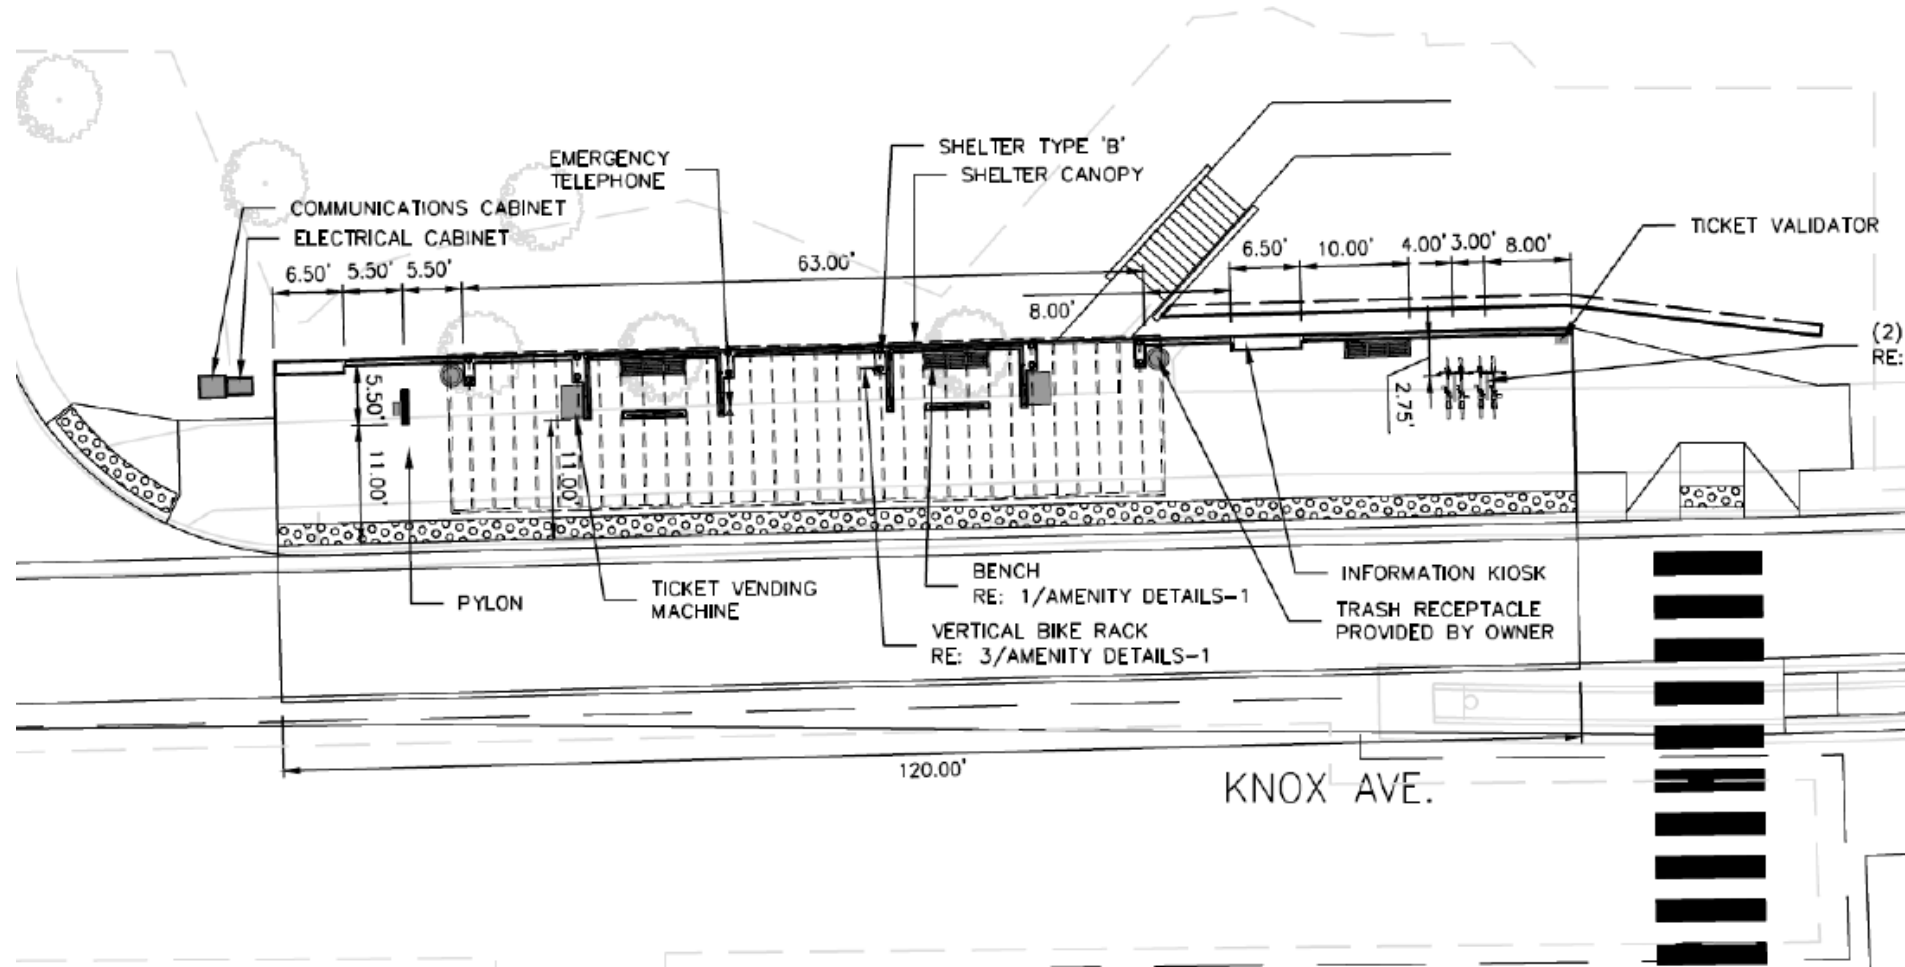 EMERGENCY
TELEPHONE
SHELTER TYPE 'B'
SHELTER CANOPY
COMMUNICATIONS CABINET
ELECTRICAL CABINET
TICKET VALIDATOR
6.50' 5.50' 5.50'
63.00'
8.00'
6.50' 10.00' 4.00' 3.00' 8.00'
(2)
RE:
5.50'
11.00'
11.00'
2.75'
PYLON
TICKET VENDING
MACHINE
BENCH
RE: 1/AMENITY DETAILS-1
VERTICAL BIKE RACK
RE: 3/AMENITY DETAILS-1
INFORMATION KIOSK
TRASH RECEPTACLE
PROVIDED BY OWNER
120.00'
KNOX AVE.